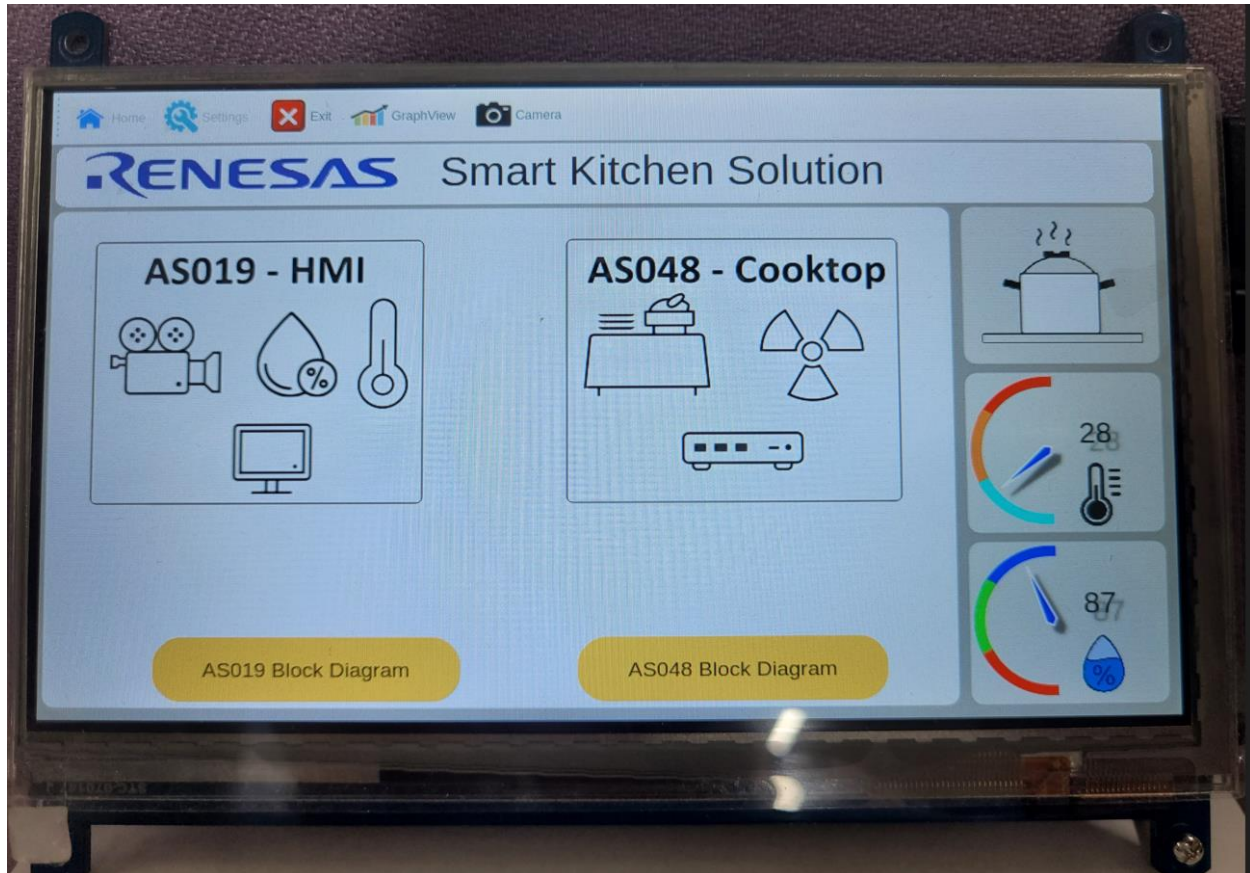 Home Settings Exit GraphView Camera
RENESAS Smart Kitchen Solution
AS019 - HMI
%
AS048 - Cooktop
28
87
%
AS019 Block Diagram
AS048 Block Diagram